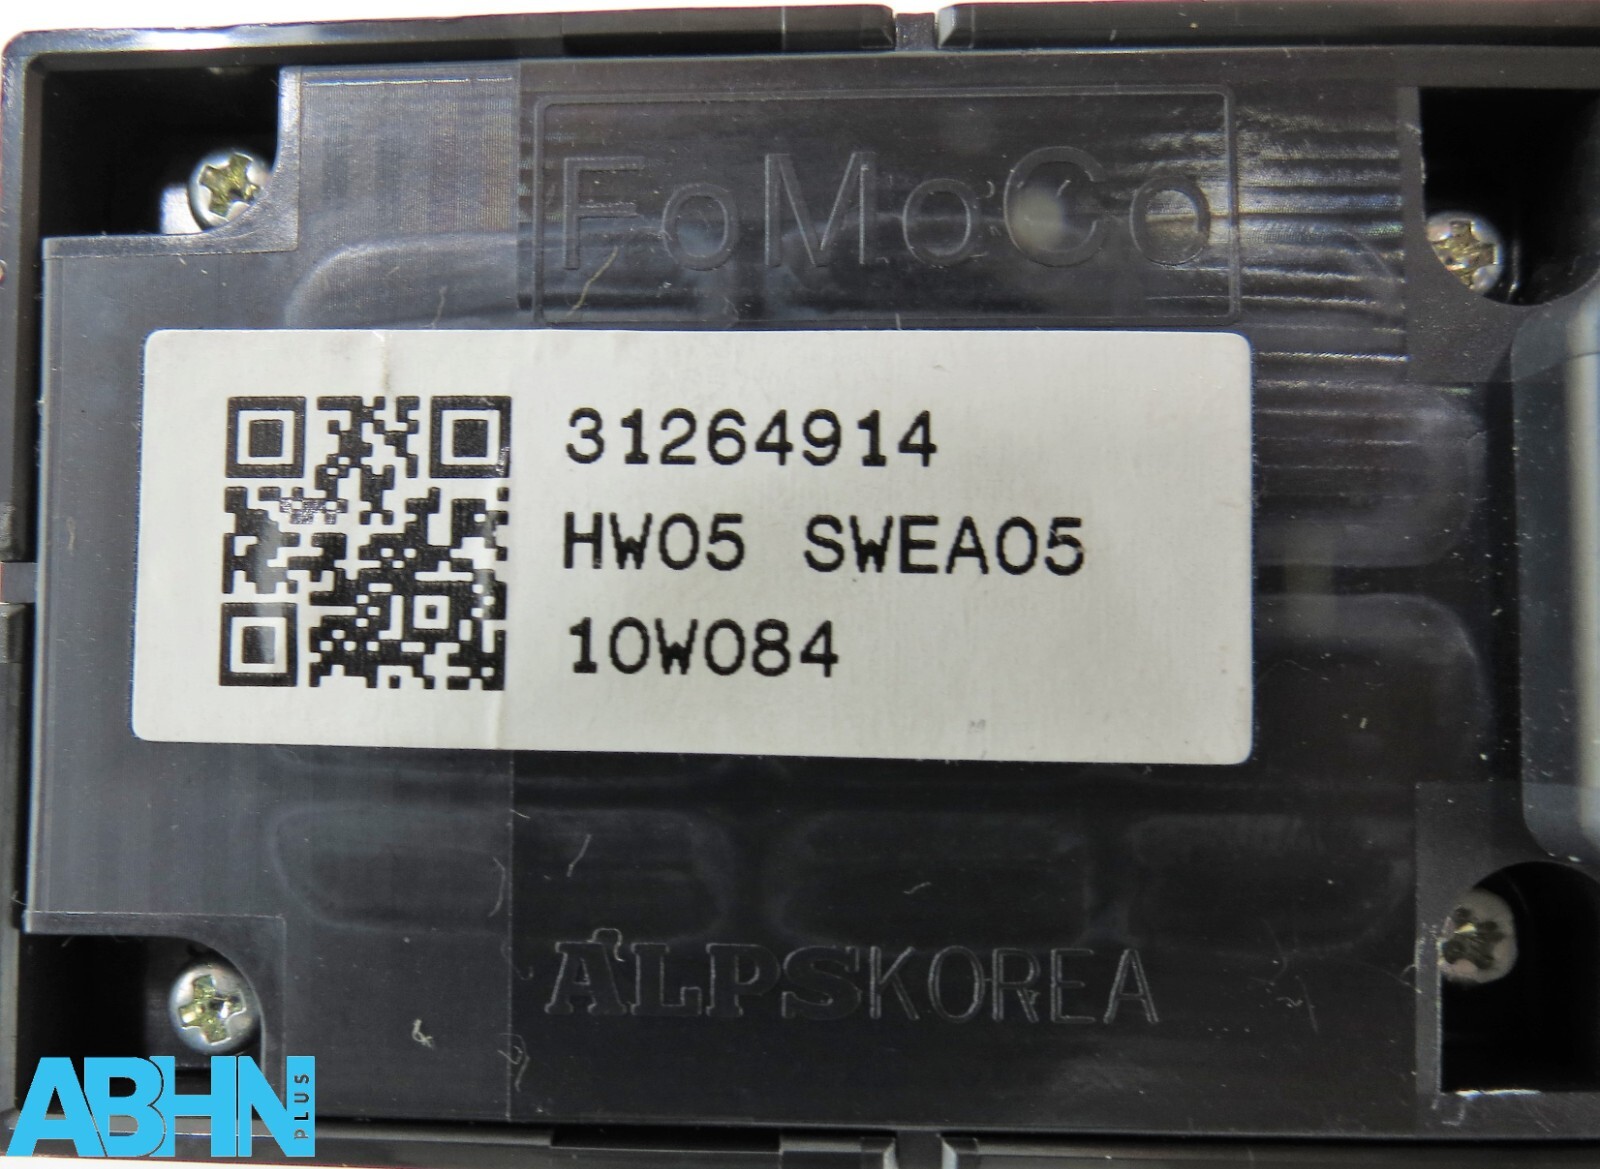 FoMoCo
31264914
HW05 SWEA05
10W084
ALPSKOREA
ABHN PLUS